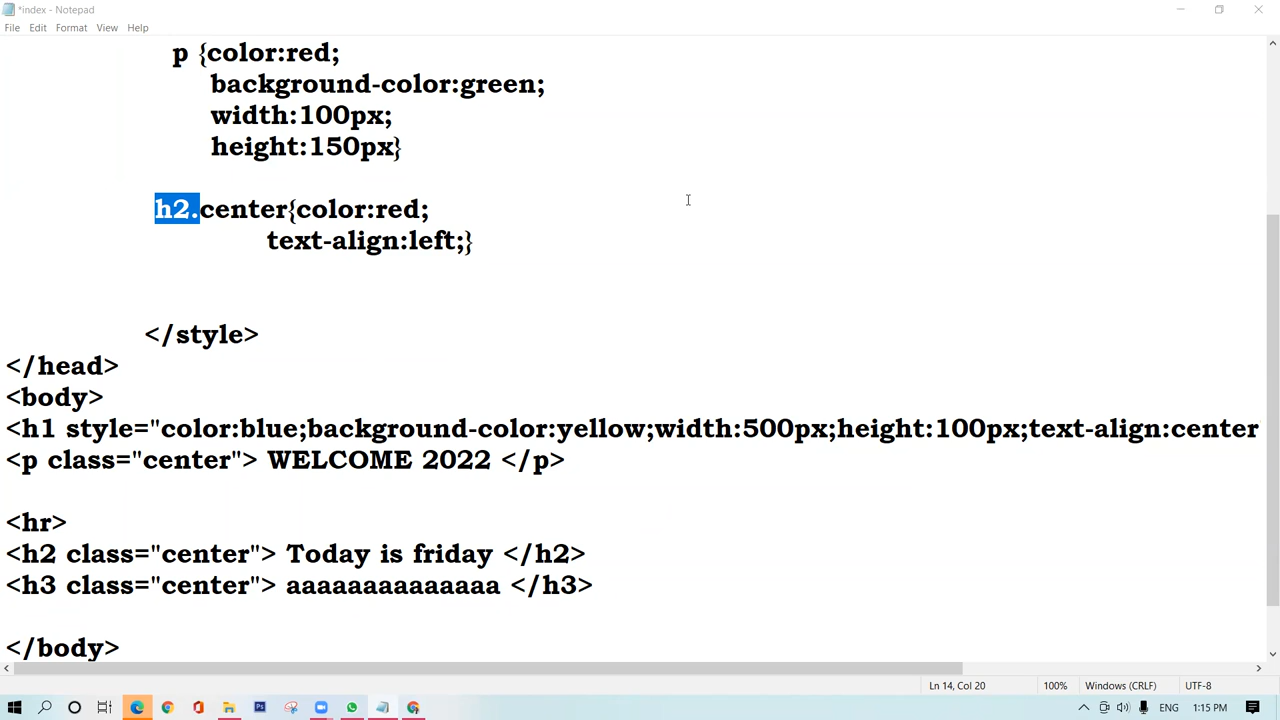 *index - Notepad
File Edit Format View Help
p {color:red;
background-color:green;
width:100px;
height:150px}
h2.center{color:red;
text-align:left;}
</style>
</head>
<body>
<h1 style="color:blue;background-color:yellow;width:500px;height:100px;text-align:center
<p class="center"> WELCOME 2022 </p>
<hr>
<h2 class="center"> Today is friday </h2>
<h3 class="center"> aaaaaaaaaaaaaa </h3>
</body>
Ln 14, Col 20 100% Windows (CRLF) UTF-8
ENG 1:15 PM